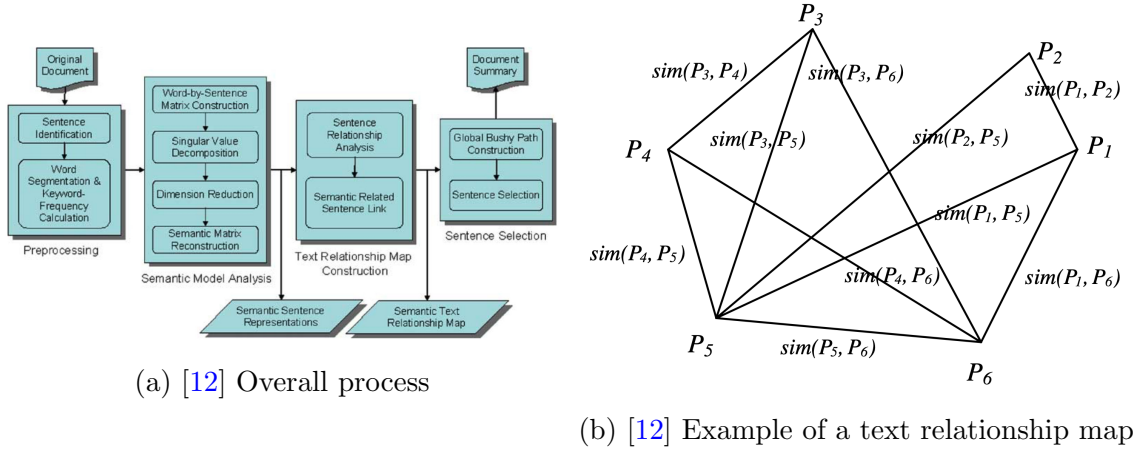 Original
Document
Sentence
Identification
Word
Segmentation &
Keyword-
Frequency
Calculation
Preprocessing
Word-by-Sentence
Matrix Construction
Singular Value
Decomposition
Dimension Reduction
Semantic Matrix
Reconstruction
Semantic Model Analysis
Sentence
Relationship
Analysis
Semantic Related
Sentence Link
Text Relationship Map
Construction
Document
Summary
Global Bushy Path
Construction
Sentence Selection
Sentence Selection
Semantic Sentence
Representations
Semantic Text
Relationship Map
(a) [12] Overall process
P3
P2
sim(P3, P4)
sim(P3, P6)
sim(P1, P2)
P4
sim(P3, P5)
sim(P2, P5)
P1
sim(P1, P5)
sim(P4, P5)
sim(P4, P6)
sim(P1, P6)
P5
sim(P5, P6)
P6
(b) [12] Example of a text relationship map